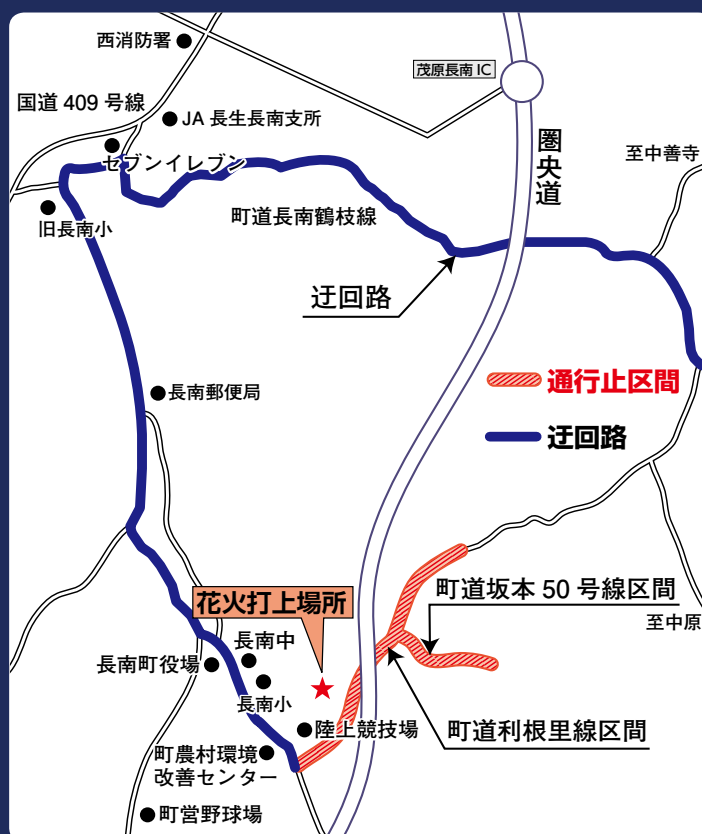 西消防署
茂原長南 IC
国道 409 号線
JA 長生長南支所
圏央道
セブンイレブン
至中善寺
旧長南小
町道長南鶴枝線
迂回路
通行止区間
長南郵便局
迂回路
花火打上場所
町道坂本 50 号線区間
至中原
長南中
長南町役場
長南小
陸上競技場
町道利根里線区間
町農村環境
改善センター
町営野球場